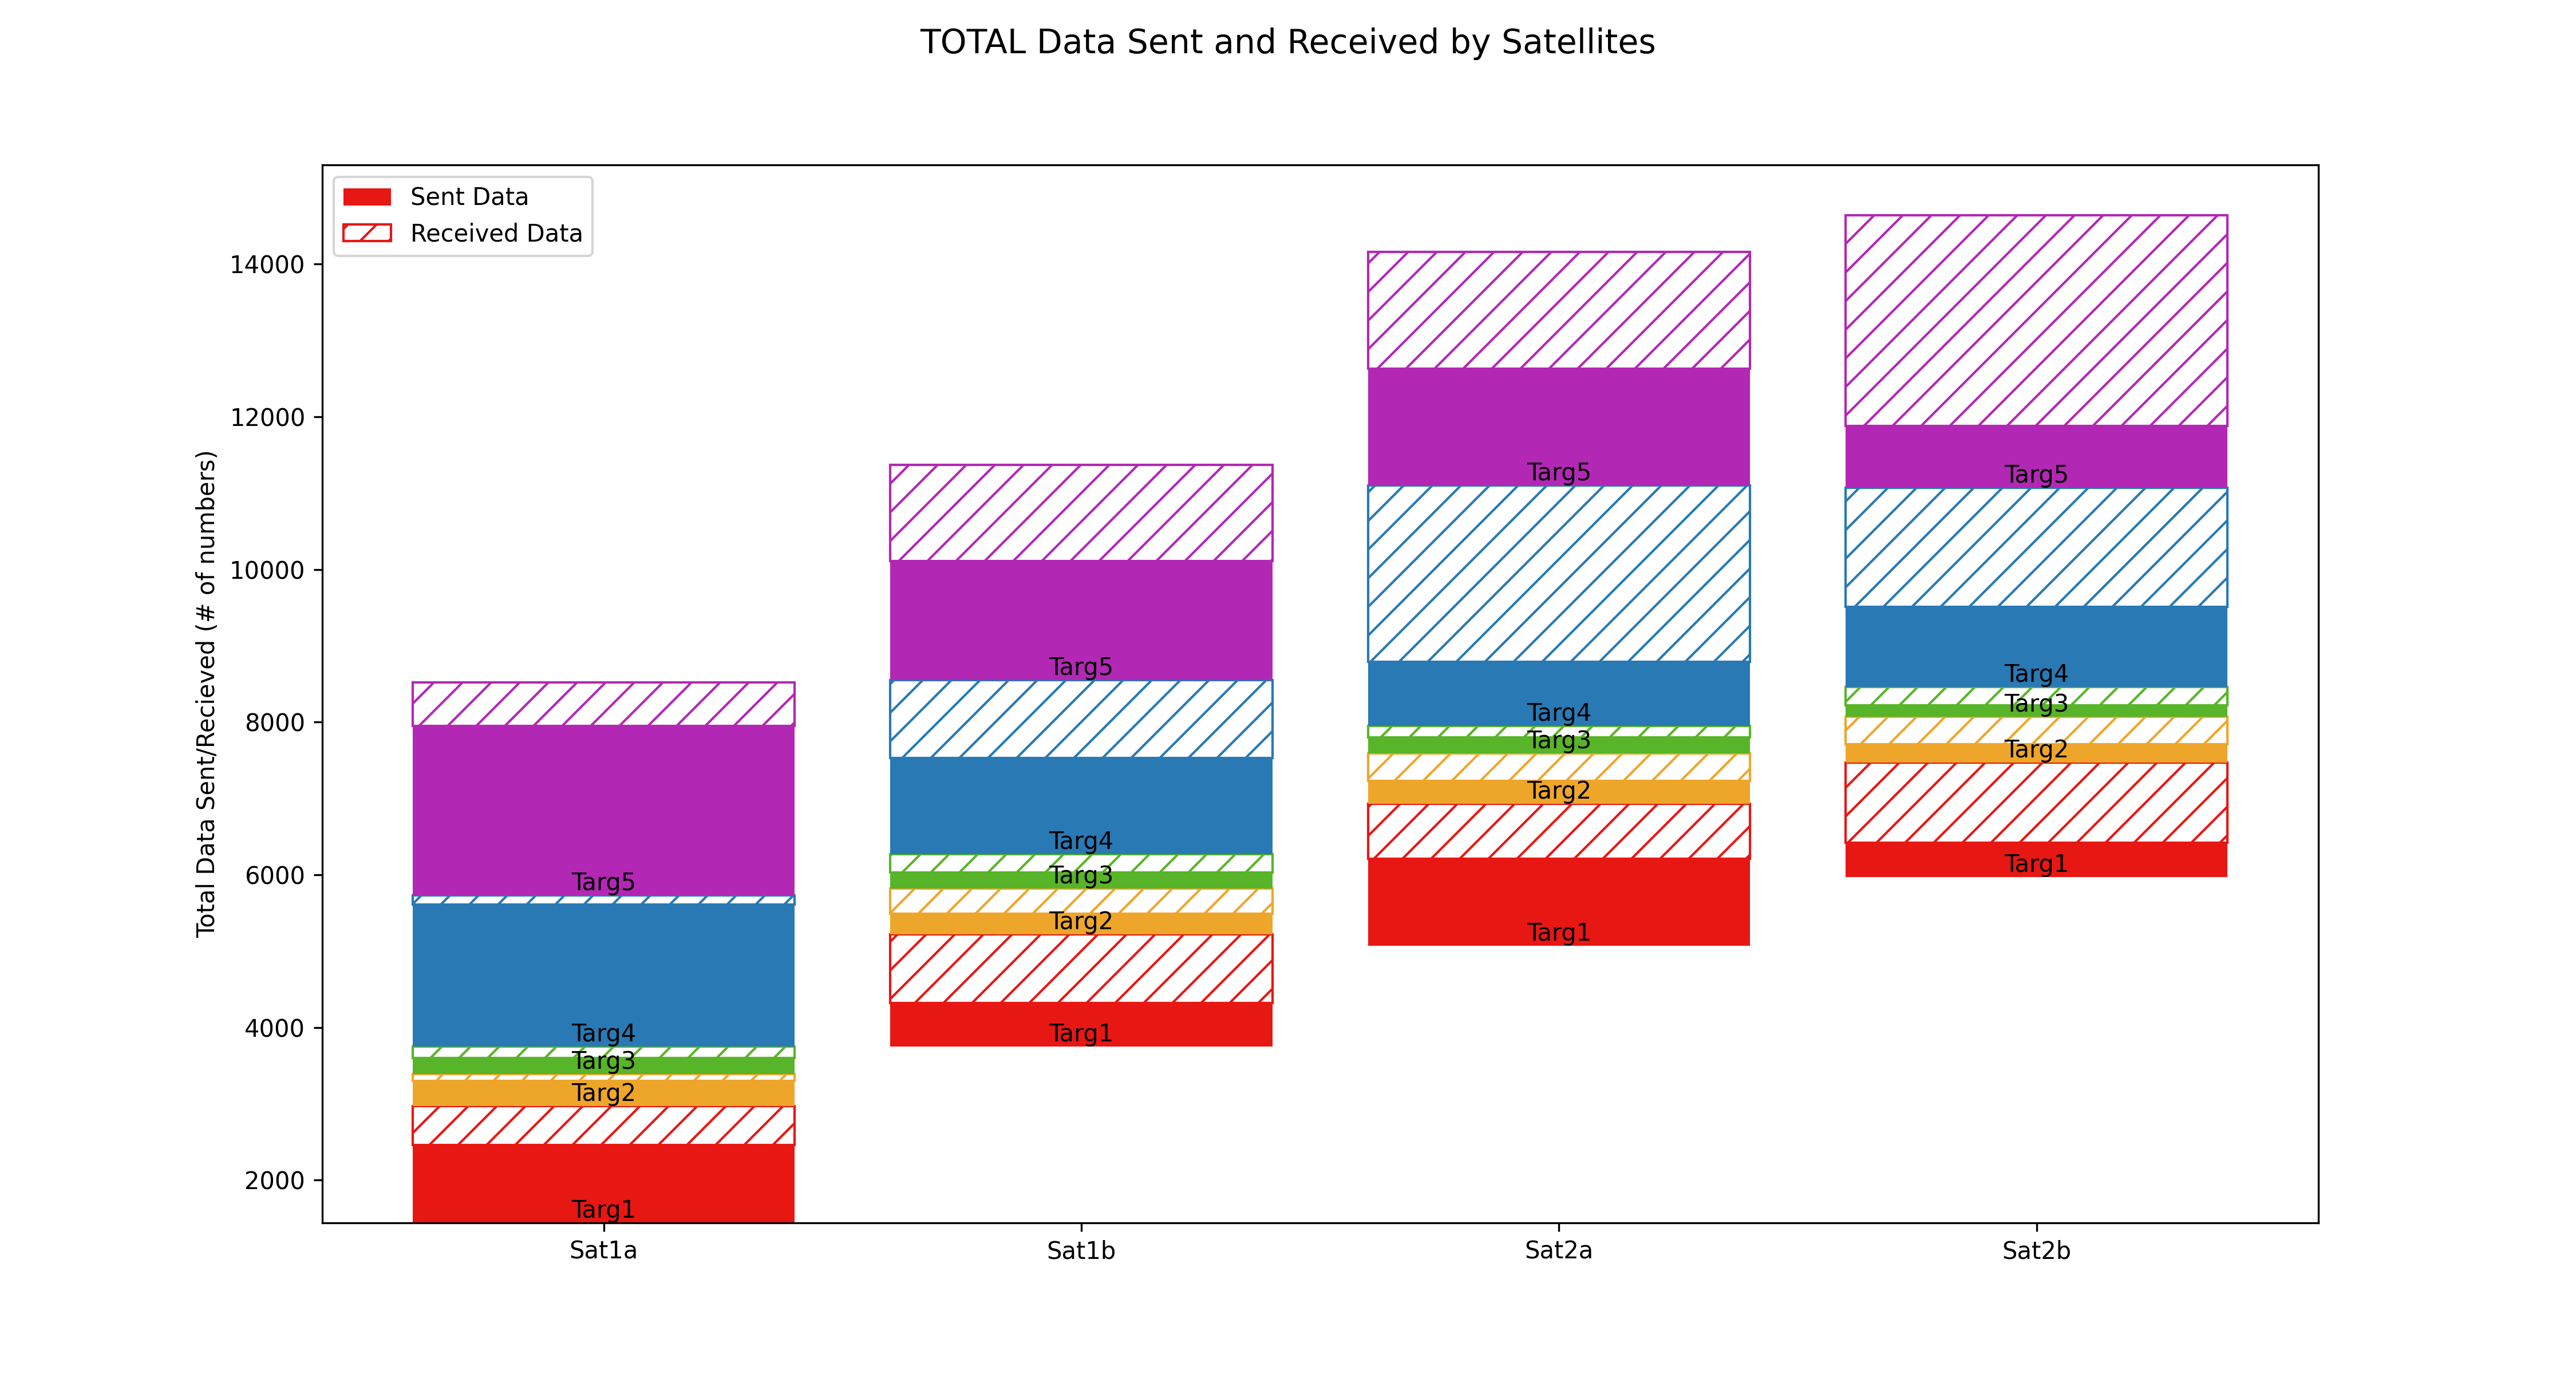 TOTAL Data Sent and Received by Satellites
Sent Data
Received Data
Total Data Sent/Recieved (# of numbers)
14000
12000
10000
8000
6000
4000
2000
Targ5
Targ4
Targ3
Targ2
Targ1
Targ5
Targ4
Targ3
Targ2
Targ1
Targ5
Targ4
Targ3
Targ2
Targ1
Targ5
Targ4
Targ3
Targ2
Targ1
Sat1a
Sat1b
Sat2a
Sat2b